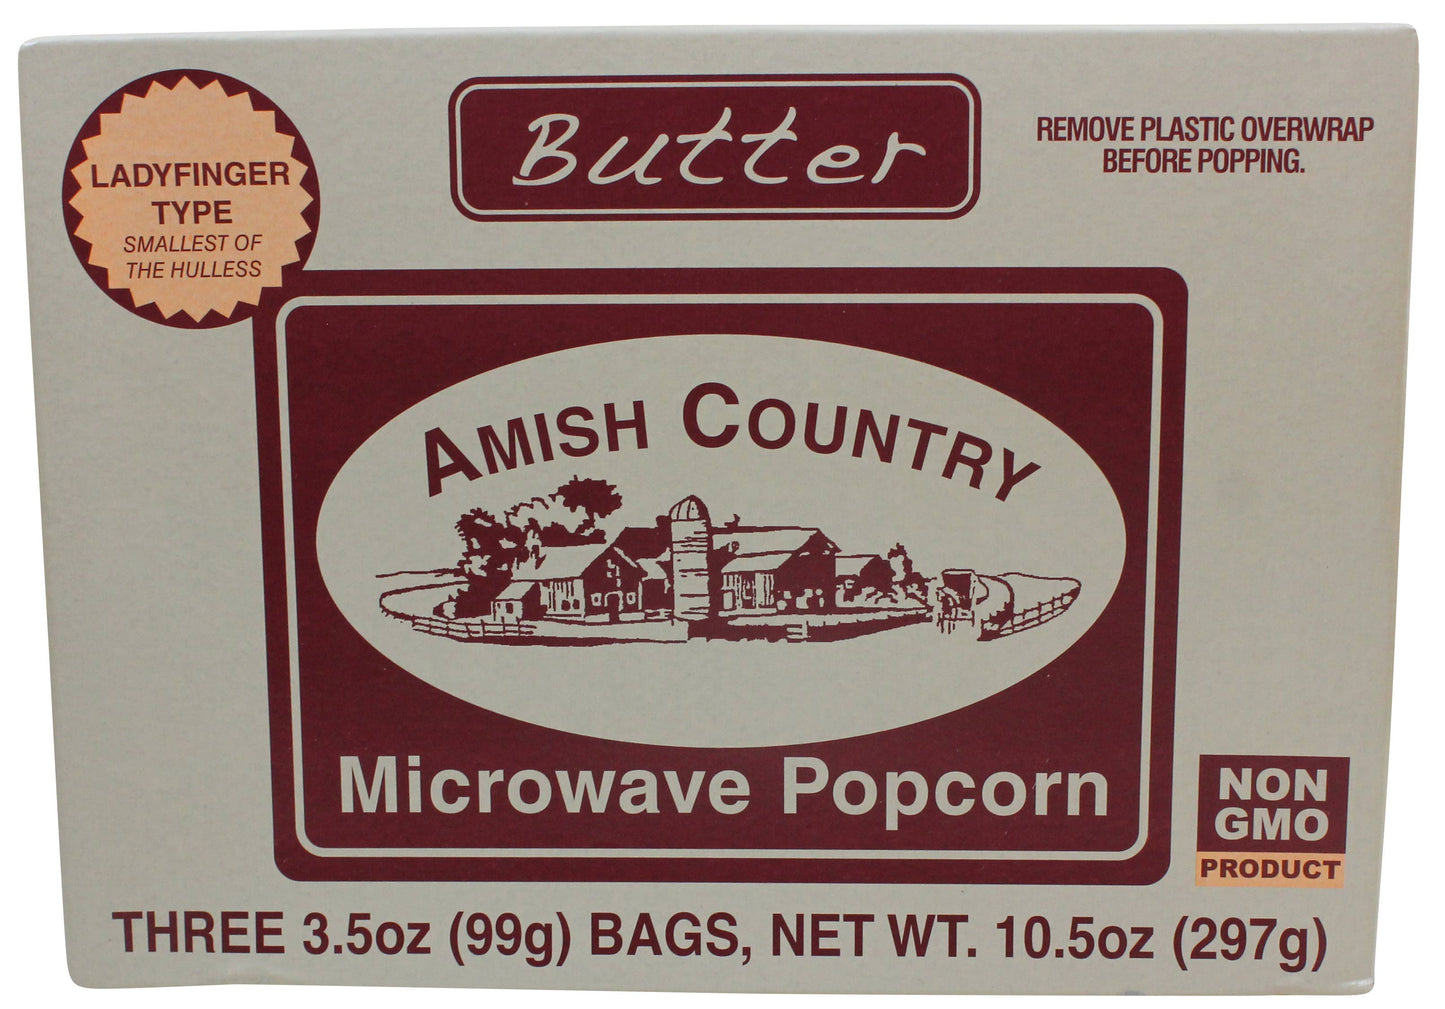 LADYFINGER
TYPE
SMALLEST OF
THE HULLESS
Butter
REMOVE PLASTIC OVERWRAP
BEFORE POPPING.
AMISH COUNTRY
Microwave Popcorn
NON
GMO
PRODUCT
THREE 3.5oz (99g) BAGS, NET WT. 10.5oz (297g)